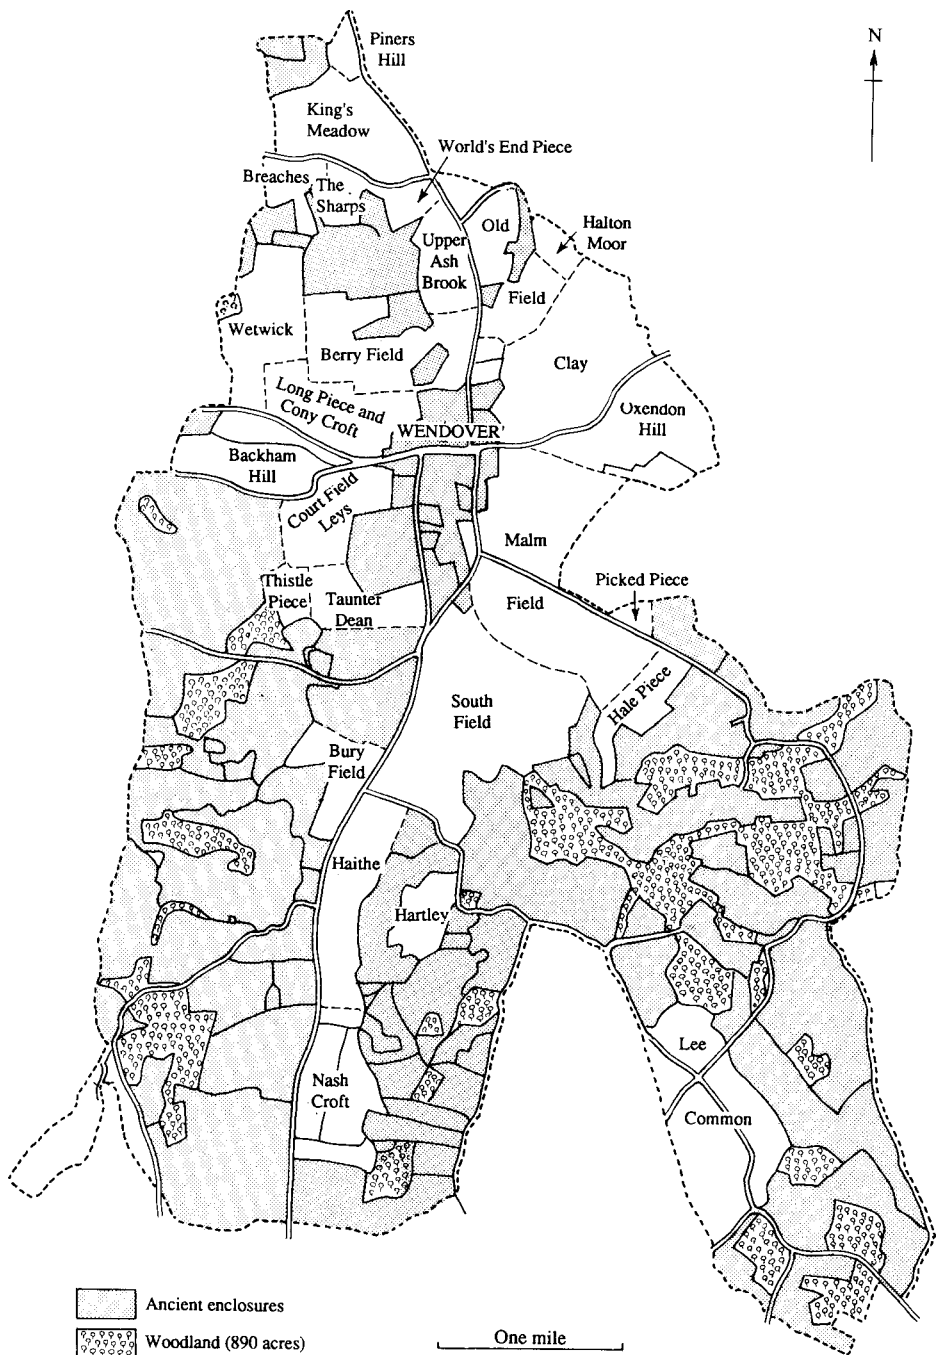 Piners
Hill
N
King's
Meadow
World's End Piece
Breaches
The
Sharps
Old
Halton
Moor
Upper
Ash
Brook
Field
Wetwick
Berry Field
Clay
Long Piece and
Cony Croft
Oxendon
Hill
WENDOVER
Backham
Hill
Court Field
Leys
Malm
Thistle
Piece
Picked Piece
Taunter
Dean
Field
Hale Piece
South
Field
Bury
Field
Haithe
Hartley
Lee
Nash
Croft
Common
Ancient enclosures
Woodland (890 acres)
One mile